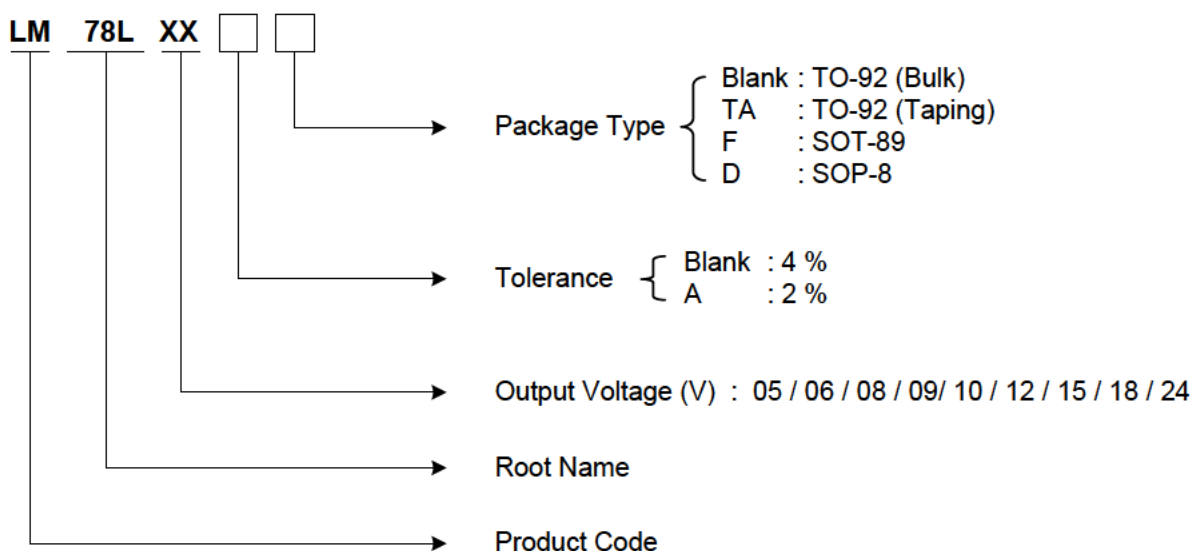 LM 78L XX
Package Type
Blank : TO-92 (Bulk)
TA : TO-92 (Taping)
F : SOT-89
D : SOP-8
Tolerance
Blank : 4 %
A : 2 %
Output Voltage (V) : 05 / 06 / 08 / 09/ 10 / 12 / 15 / 18 / 24
Root Name
Product Code